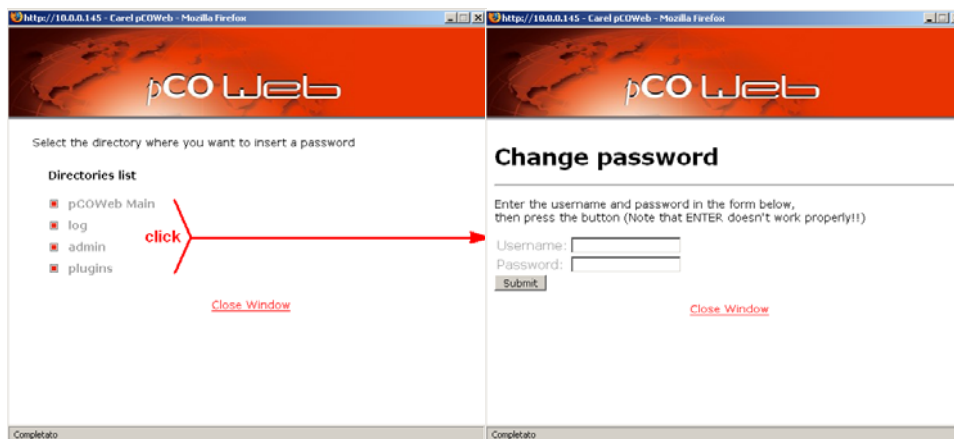 http://10.0.0.145 - Carel pCOWeb - Mozilla Firefox
pCO Web
Select the directory where you want to insert a password
Directories list
pCOWeb Main
log
admin
plugins
click
Close Window
Completato
http://10.0.0.145 - Carel pCOWeb - Mozilla Firefox
pCO Web
Change password
Enter the username and password in the form below,
then press the button (Note that ENTER doesn't work properly!!)
Username:
Password:
Submit
Close Window
Completato